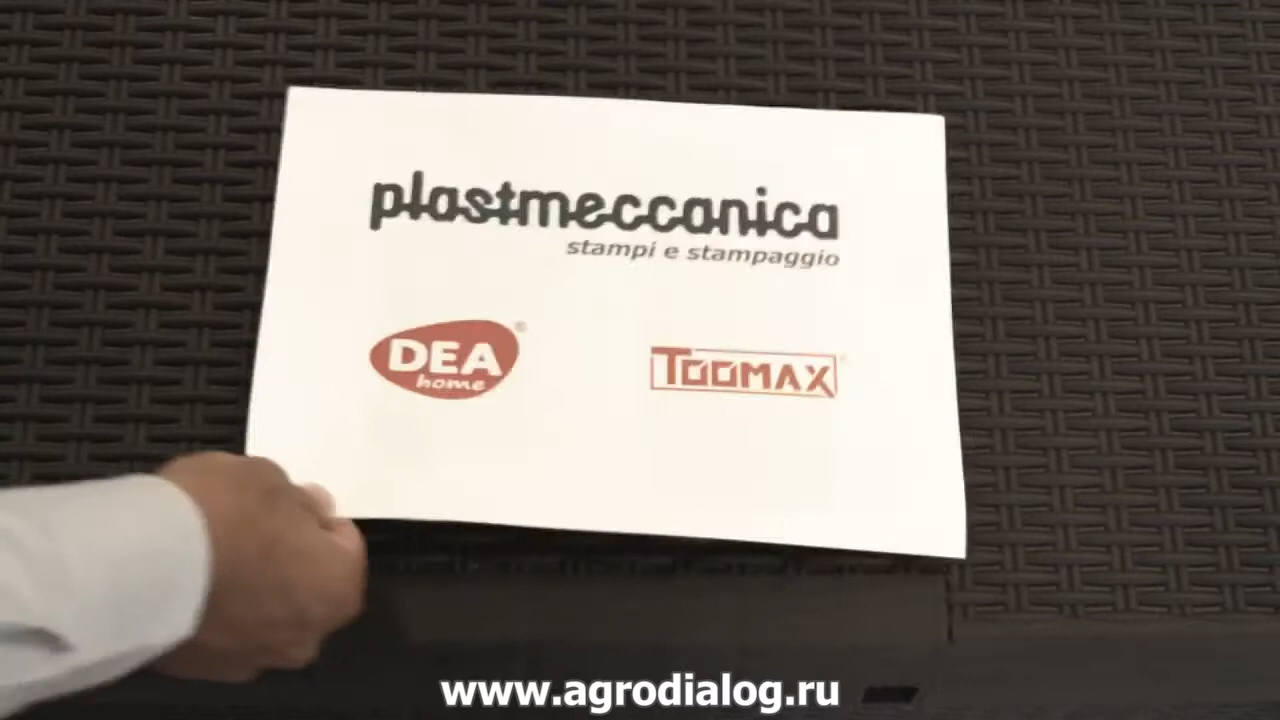 plastmeccanica
stampi e stampaggio
DEA ®
home
TOOMAX ®
www.agrodialog.ru